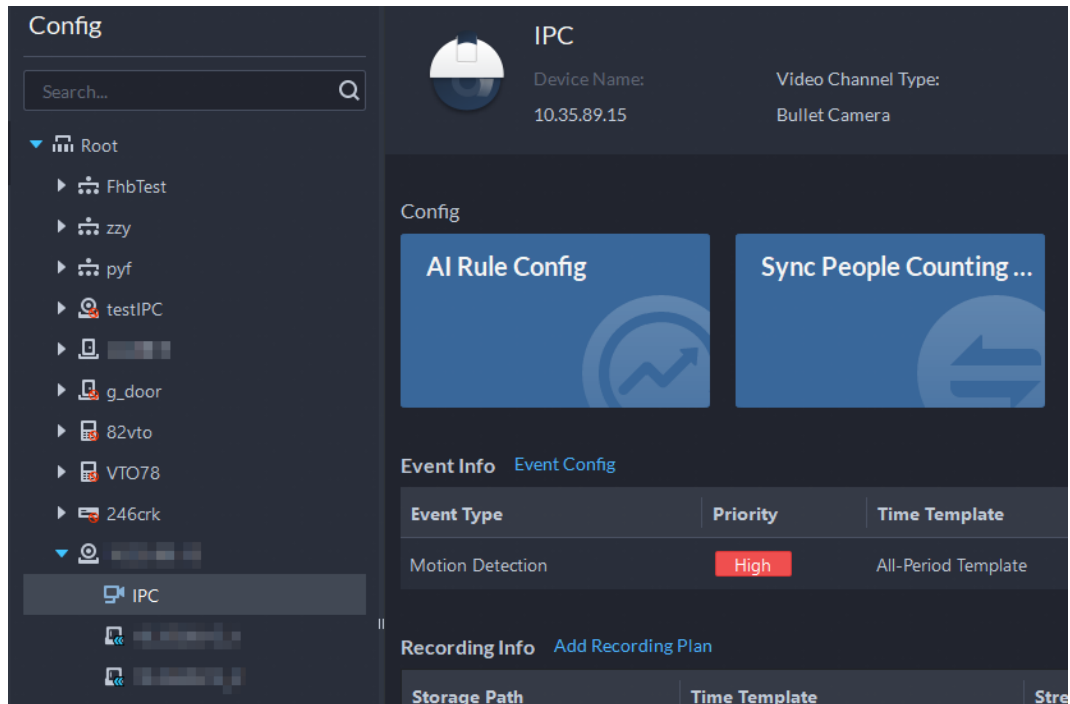 Config
Search...
Root
FhbTest
zzy
pyf
testIPC
g_door
82vto
VTO78
246crk
IPC
IPC
Device Name:
Video Channel Type:
10.35.89.15
Bullet Camera
Config
AI Rule Config
Sync People Counting ...
Event Info Event Config
Event Type Priority Time Template
Motion Detection High All-Period Template
Recording Info Add Recording Plan
Storage Path Time Template Stre